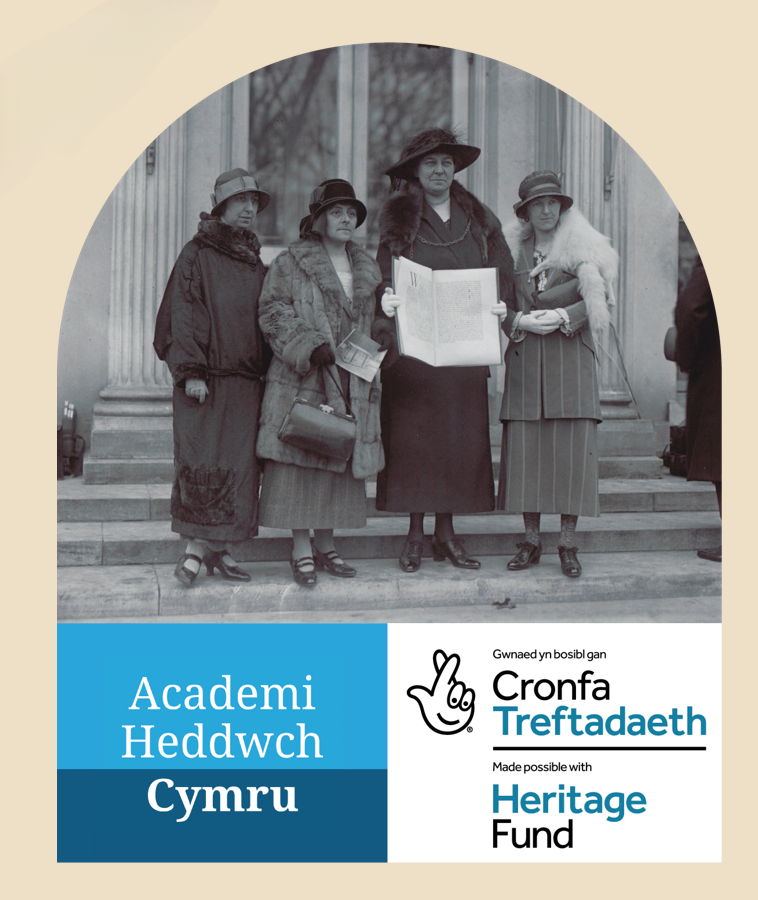 Academi
Heddwch
Cymru
Gwnaed yn bosibl gan
Cronfa
Treftadaeth
Made possible with
Heritage
Fund